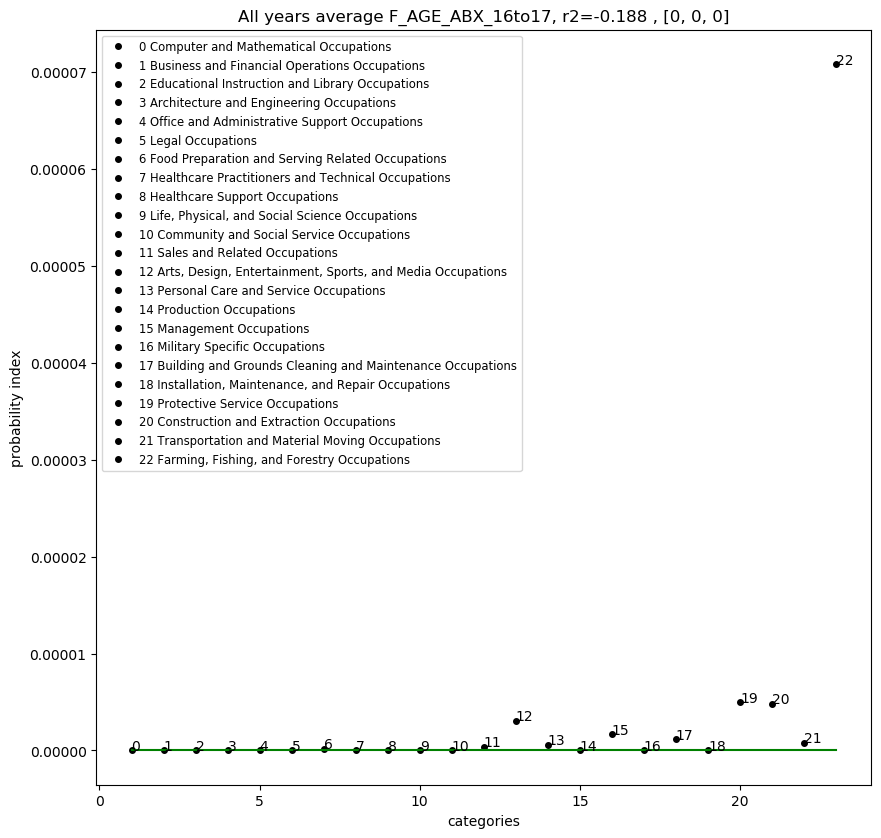 All years average F_AGE_ABX_16to17, r2=-0.188 , [0, 0, 0]
0 Computer and Mathematical Occupations
1 Business and Financial Operations Occupations
2 Educational Instruction and Library Occupations
3 Architecture and Engineering Occupations
4 Office and Administrative Support Occupations
5 Legal Occupations
6 Food Preparation and Serving Related Occupations
7 Healthcare Practitioners and Technical Occupations
8 Healthcare Support Occupations
9 Life, Physical, and Social Science Occupations
10 Community and Social Service Occupations
11 Sales and Related Occupations
12 Arts, Design, Entertainment, Sports, and Media Occupations
13 Personal Care and Service Occupations
14 Production Occupations
15 Management Occupations
16 Military Specific Occupations
17 Building and Grounds Cleaning and Maintenance Occupations
18 Installation, Maintenance, and Repair Occupations
19 Protective Service Occupations
20 Construction and Extraction Occupations
21 Transportation and Material Moving Occupations
22 Farming, Fishing, and Forestry Occupations
probability index
0.00007
0.00006
0.00005
0.00004
0.00003
0.00002
0.00001
0.00000
0
1
2
3
4
5
6
7
8
9
10
11
12
13
14
15
16
17
18
19
20
21
22
0
5
10
15
20
categories